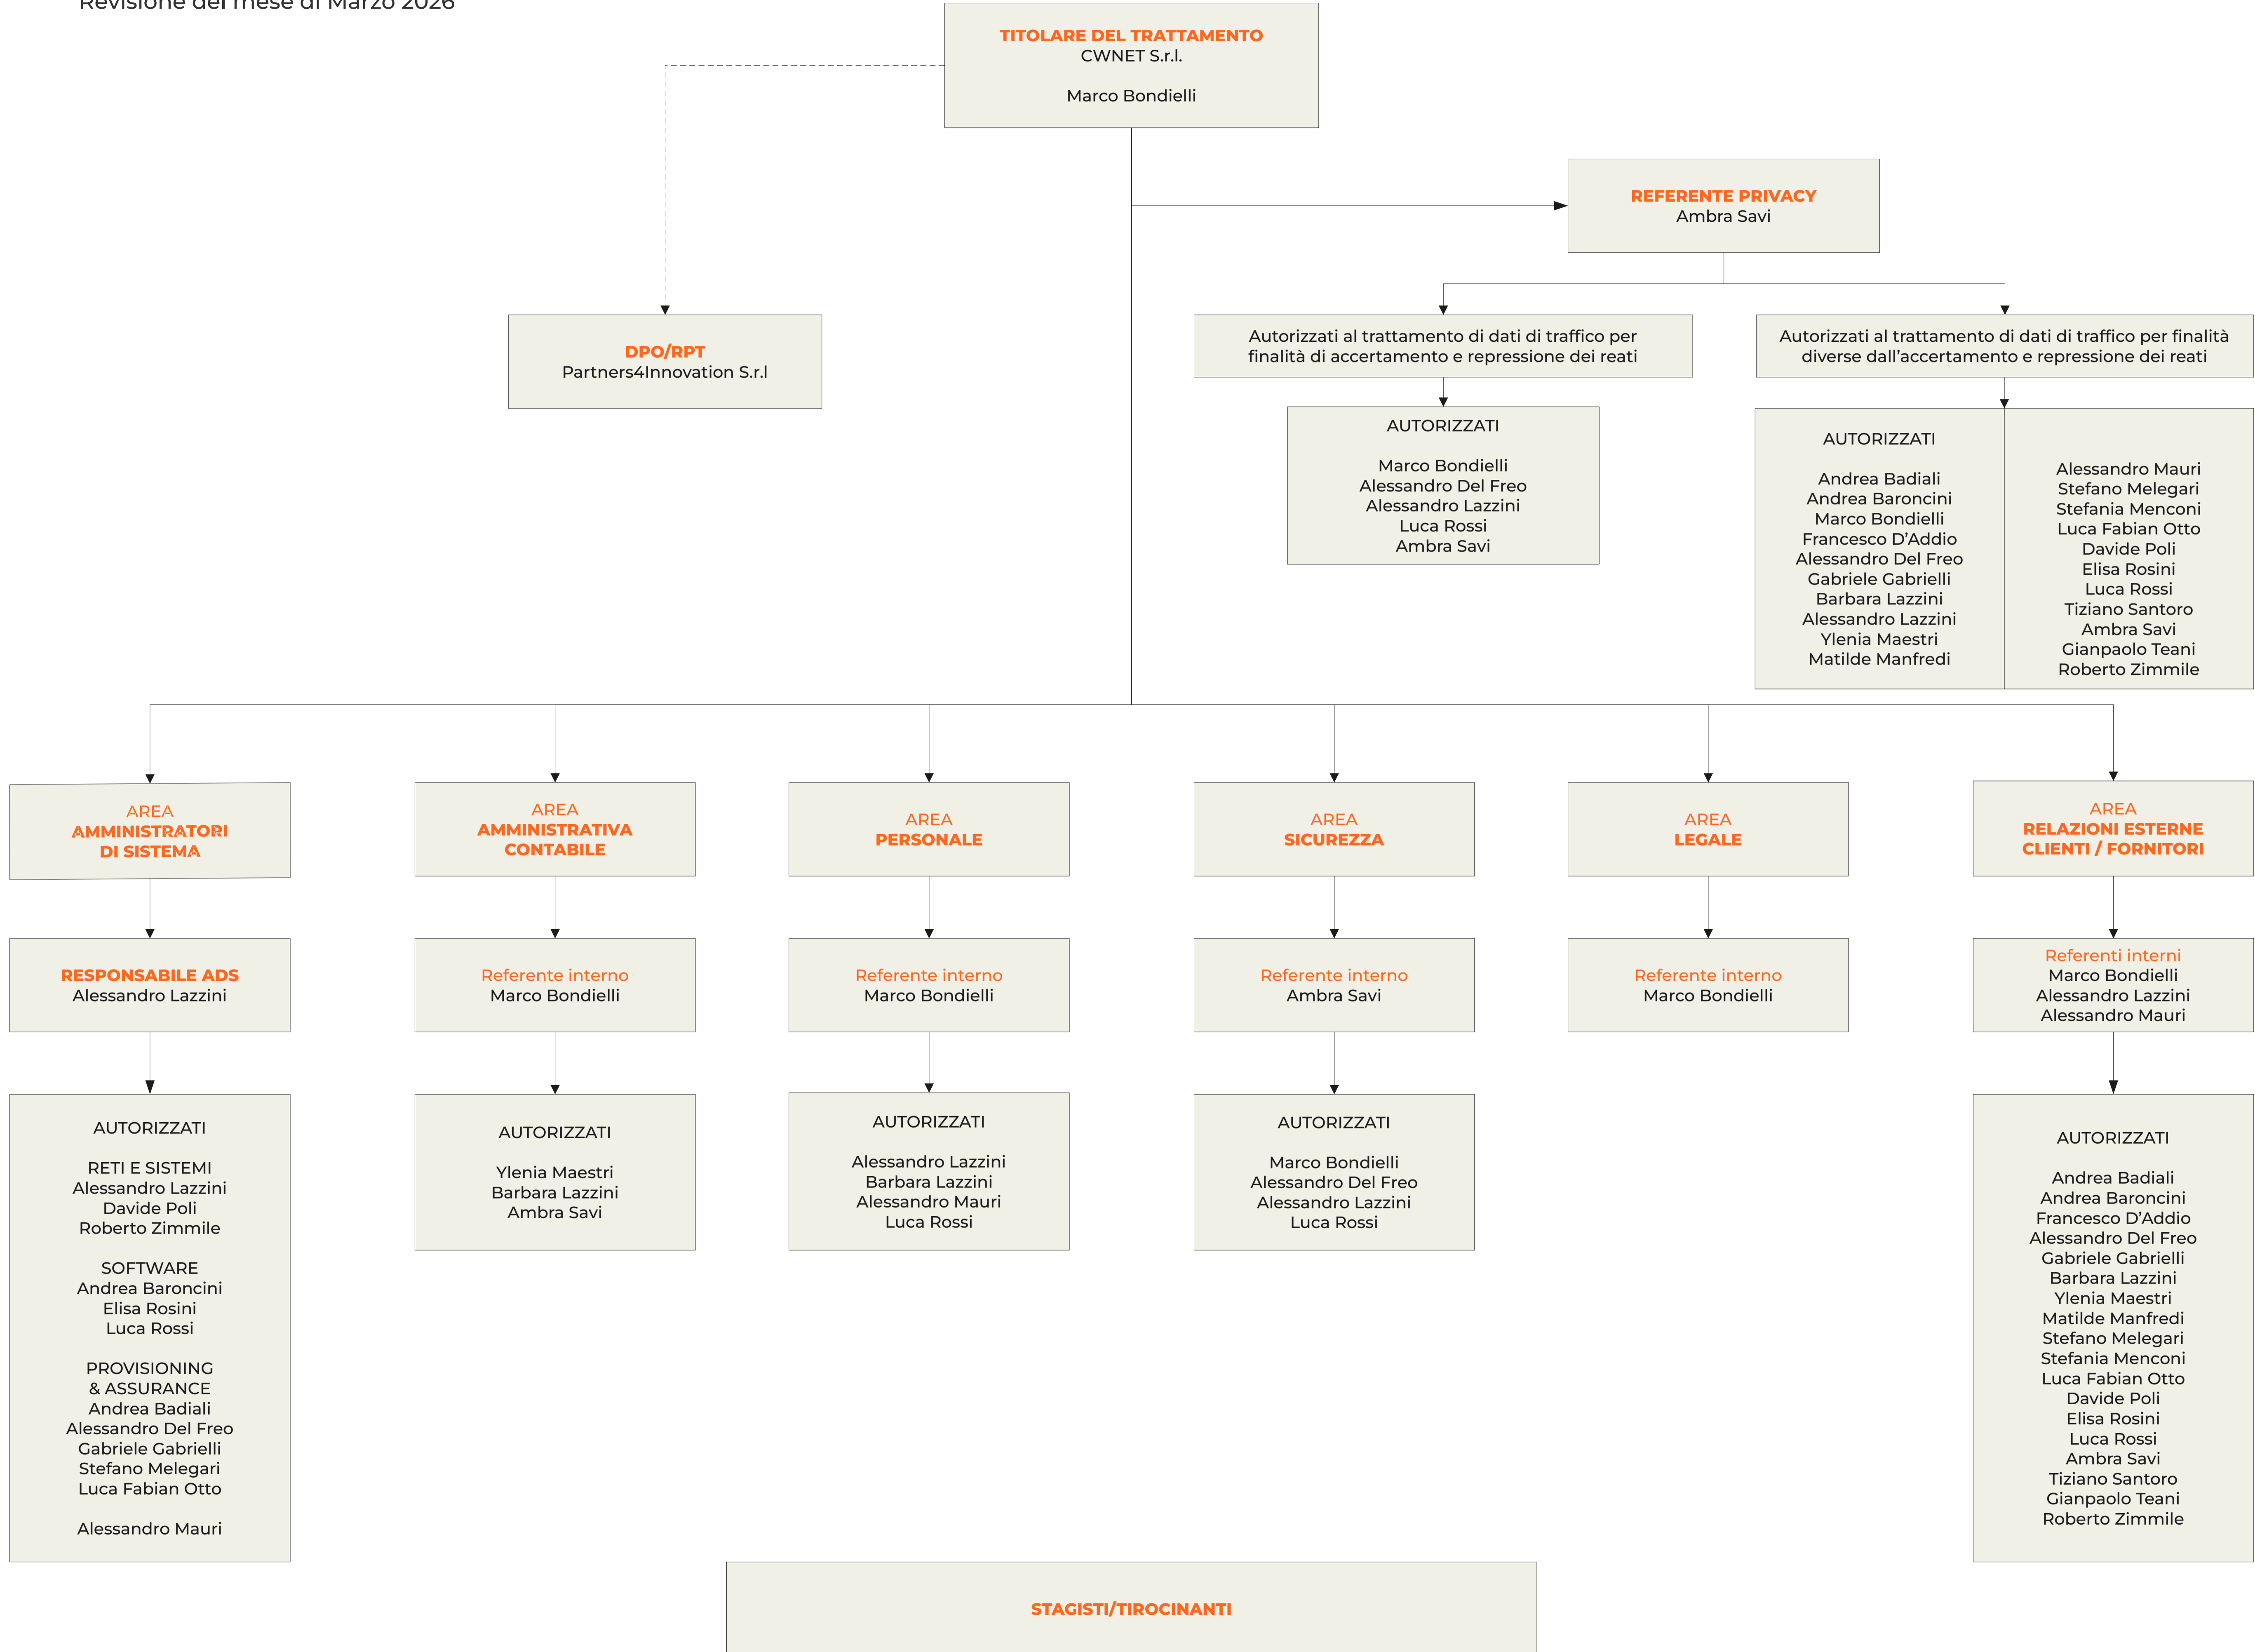 Revisione del mese di Marzo 2026
TITOLARE DEL TRATTAMENTO
CWNET S.r.l.
Marco Bondielli
REFERENTE PRIVACY
Ambra Savi
DPO/RPT
Partners4Innovation S.r.l
Autorizzati al trattamento di dati di traffico per
finalità di accertamento e repressione dei reati
Autorizzati al trattamento di dati di traffico per finalità
diverse dall'accertamento e repressione dei reati
AUTORIZZATI
Marco Bondielli
Alessandro Del Freo
Alessandro Lazzini
Luca Rossi
Ambra Savi
AUTORIZZATI
Andrea Badiali
Andrea Baroncini
Marco Bondielli
Francesco D'Addio
Alessandro Del Freo
Gabriele Gabrielli
Barbara Lazzini
Alessandro Lazzini
Ylenia Maestri
Matilde Manfredi
Alessandro Mauri
Stefano Melegari
Stefania Menconi
Luca Fabian Otto
Davide Poli
Elisa Rosini
Luca Rossi
Tiziano Santoro
Ambra Savi
Gianpaolo Teani
Roberto Zimmile
AREA
AMMINISTRATORI
DI SISTEMA
AREA
AMMINISTRATIVA
CONTABILE
AREA
PERSONALE
AREA
SICUREZZA
AREA
LEGALE
AREA
RELAZIONI ESTERNE
CLIENTI / FORNITORI
RESPONSABILE ADS
Alessandro Lazzini
Referente interno
Marco Bondielli
Referente interno
Marco Bondielli
Referente interno
Ambra Savi
Referente interno
Marco Bondielli
Referenti interni
Marco Bondielli
Alessandro Lazzini
Alessandro Mauri
AUTORIZZATI
RETI E SISTEMI
Alessandro Lazzini
Davide Poli
Roberto Zimmile
SOFTWARE
Andrea Baroncini
Elisa Rosini
Luca Rossi
PROVISIONING
& ASSURANCE
Andrea Badiali
Alessandro Del Freo
Gabriele Gabrielli
Stefano Melegari
Luca Fabian Otto
Alessandro Mauri
AUTORIZZATI
Ylenia Maestri
Barbara Lazzini
Ambra Savi
AUTORIZZATI
Alessandro Lazzini
Barbara Lazzini
Alessandro Mauri
Luca Rossi
AUTORIZZATI
Marco Bondielli
Alessandro Del Freo
Alessandro Lazzini
Luca Rossi
AUTORIZZATI
Andrea Badiali
Andrea Baroncini
Francesco D'Addio
Alessandro Del Freo
Gabriele Gabrielli
Barbara Lazzini
Ylenia Maestri
Matilde Manfredi
Stefano Melegari
Stefania Menconi
Luca Fabian Otto
Davide Poli
Elisa Rosini
Luca Rossi
Ambra Savi
Tiziano Santoro
Gianpaolo Teani
Roberto Zimmile
STAGISTI/TIROCINANTI